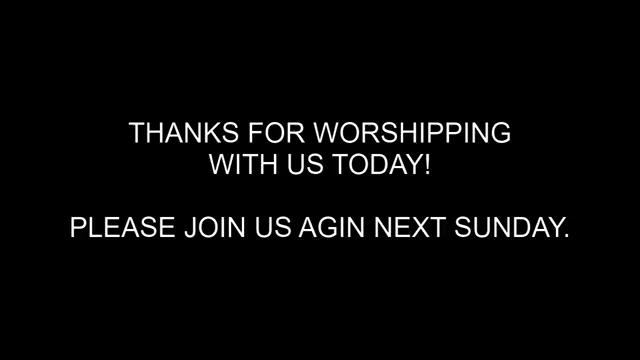 THANKS FOR WORSHIPPING
WITH US TODAY!
PLEASE JOIN US AGIN NEXT SUNDAY.